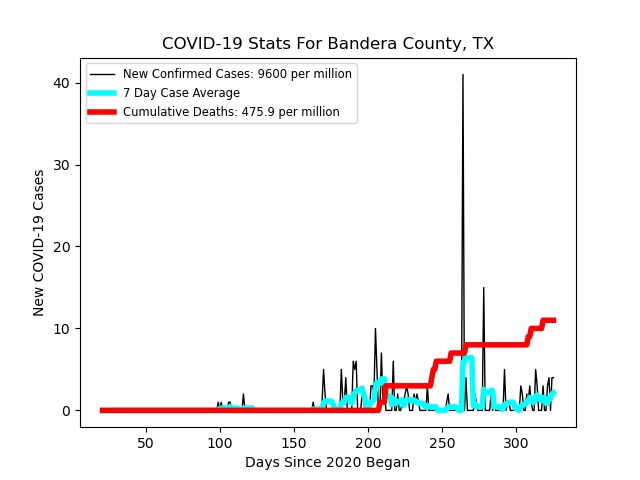 COVID-19 Stats For Bandera County, TX
New Confirmed Cases: 9600 per million
7 Day Case Average
Cumulative Deaths: 475.9 per million
New COVID-19 Cases
40
30
20
10
0
50 100 150 200 250 300
Days Since 2020 Began